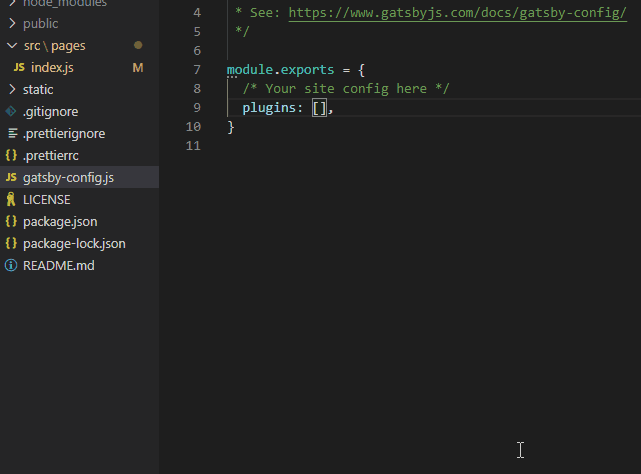 node_modules
public
src \ pages
JS index.js M
static
.gitignore
.prettierignore
.prettierrc
JS gatsby-config.js
LICENSE
{} package.json
{} package-lock.json
README.md
4 * See: https://www.gatsbyjs.com/docs/gatsby-config/
5 */
6
7 module.exports = {
8 /* Your site config here */
9 plugins: [],
10 }
11